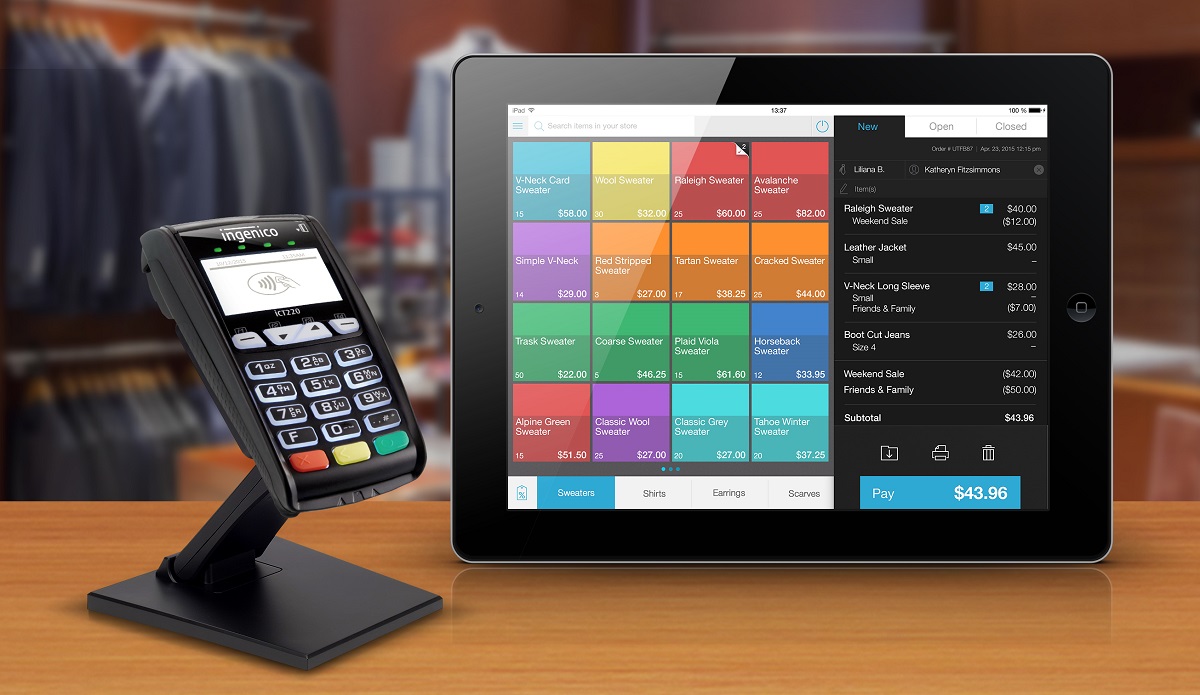 ingenico
iCT220
1 QZ
2 ABC
3 DEF
4 GHI
5 JKL
6 MNO
7 PRS
8 TUV
9 WXY
F
0
. , # *
iPad
13:37
100 %
Search items in your store
V-Neck Card
Sweater
15 $58.00
Wool Sweater
30 $32.00
2
Raleigh Sweater
25 $60.00
Avalanche
Sweater
25 $82.00
Simple V-Neck
14 $29.00
Red Stripped
Sweater
3 $27.00
Tartan Sweater
17 $38.25
Cracked Sweater
25 $44.00
Trask Sweater
50 $22.00
Coarse Sweater
5 $46.25
Plaid Viola
Sweater
15 $61.60
Horseback
Sweater
12 $33.95
Alpine Green
Sweater
15 $51.50
Classic Wool
Sweater
25 $27.00
Classic Grey
Sweater
20 $27.00
Tahoe Winter
Sweater
20 $37.25
%
Sweaters Shirts Earrings Scarves
New Open Closed
Order # UTFB87 | Apr. 23, 2015 12:15 pm
Liliana B. Katheryn Fitzsimmons
Item(s)
Raleigh Sweater 2 $40.00
Weekend Sale ($12.00)
Leather Jacket $45.00
Small –
V-Neck Long Sleeve 2 $28.00
Small –
Friends & Family ($7.00)
Boot Cut Jeans $26.00
Size 4 –
Weekend Sale ($42.00)
Friends & Family ($50.00)
Subtotal $43.96
Pay $43.96